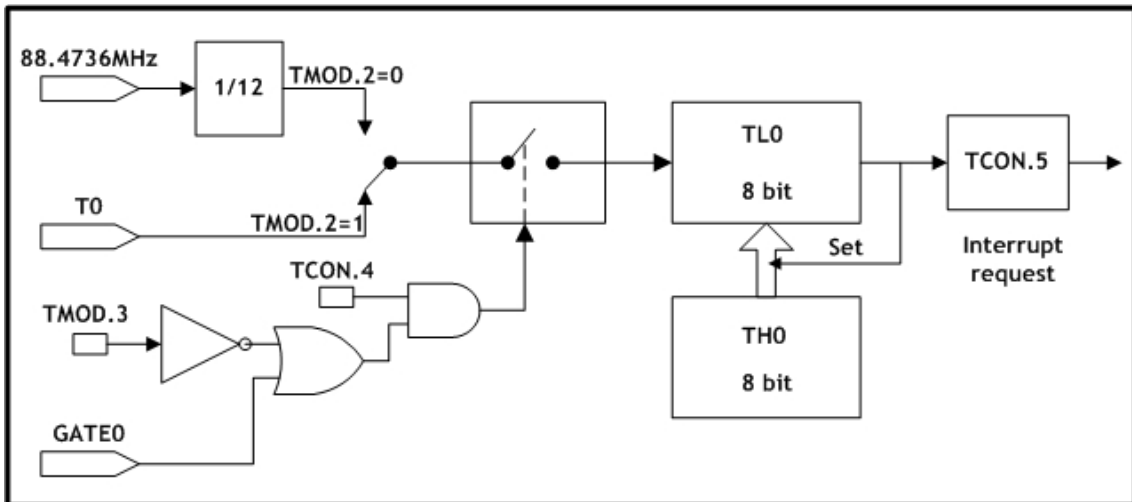 88.4736MHz
1/12
TMOD.2=0
T0
TMOD.2=1
TCON.4
TMOD.3
GATE0
TL0
8 bit
TCON.5
Set
Interrupt
request
TH0
8 bit